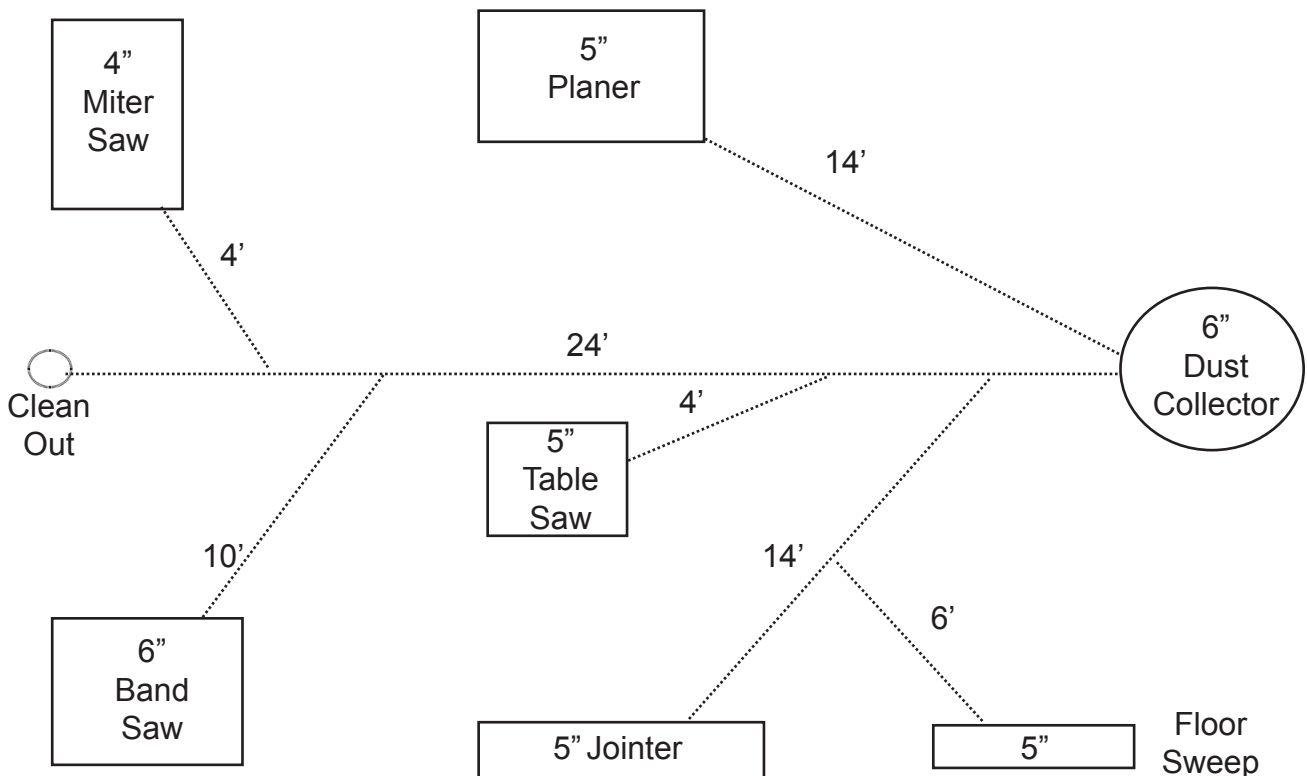 4”
Miter
Saw
5”
Planer
14’
4’
24’
6”
Dust
Collector
Clean
Out
4’
5”
Table
Saw
10’
14’
6’
6”
Band
Saw
5” Jointer
5”
Floor
Sweep